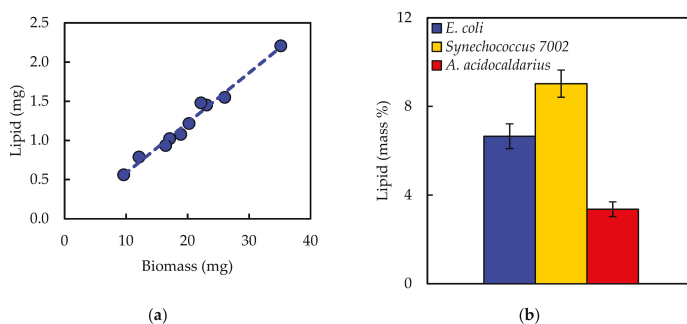 2.5
2.0
1.5
1.0
0.5
0.0
Lipid (mg)
0 10 20 30 40
Biomass (mg)
(a)
12
8
4
0
Lipid (mass %)
E. coli
Synechococcus 7002
A. acidocaldarius
(b)